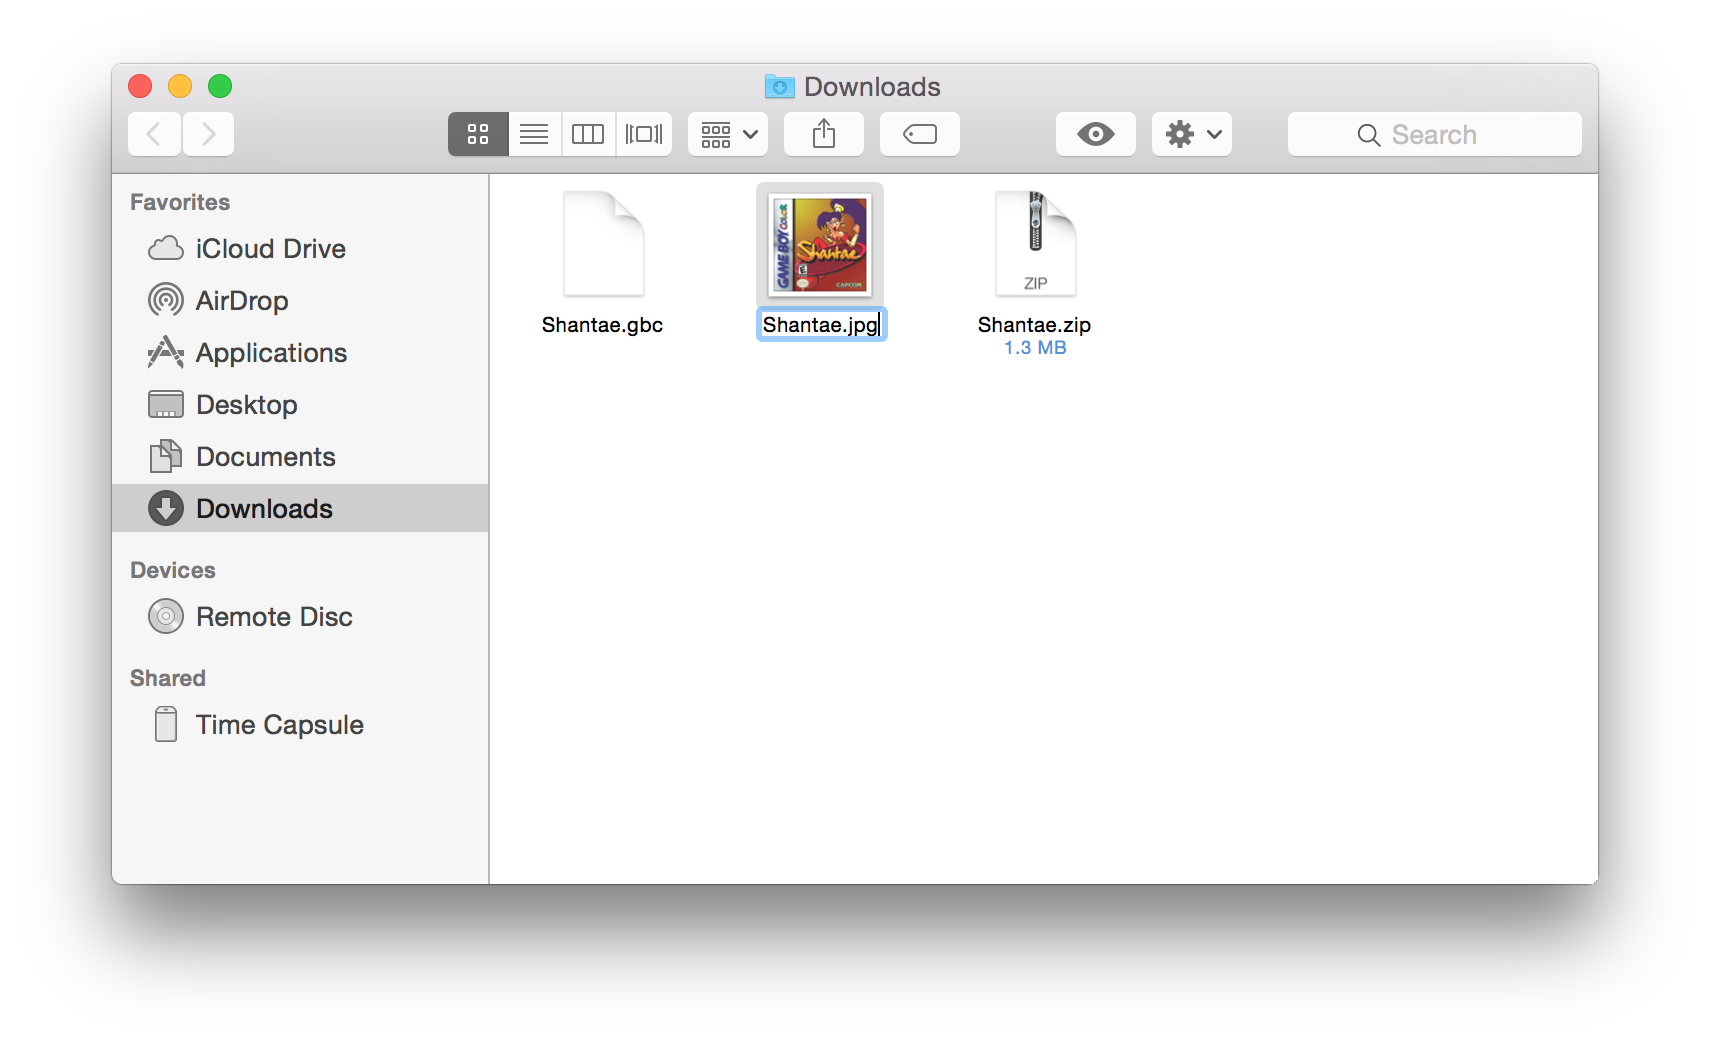 Downloads
Search
Favorites
iCloud Drive
AirDrop
Applications
Desktop
Documents
Downloads
Devices
Remote Disc
Shared
Time Capsule
GAME BOY COLOR
Shantae
E
CAPCOM
ZIP
Shantae.gbc
Shantae.jpg
Shantae.zip
1.3 MB